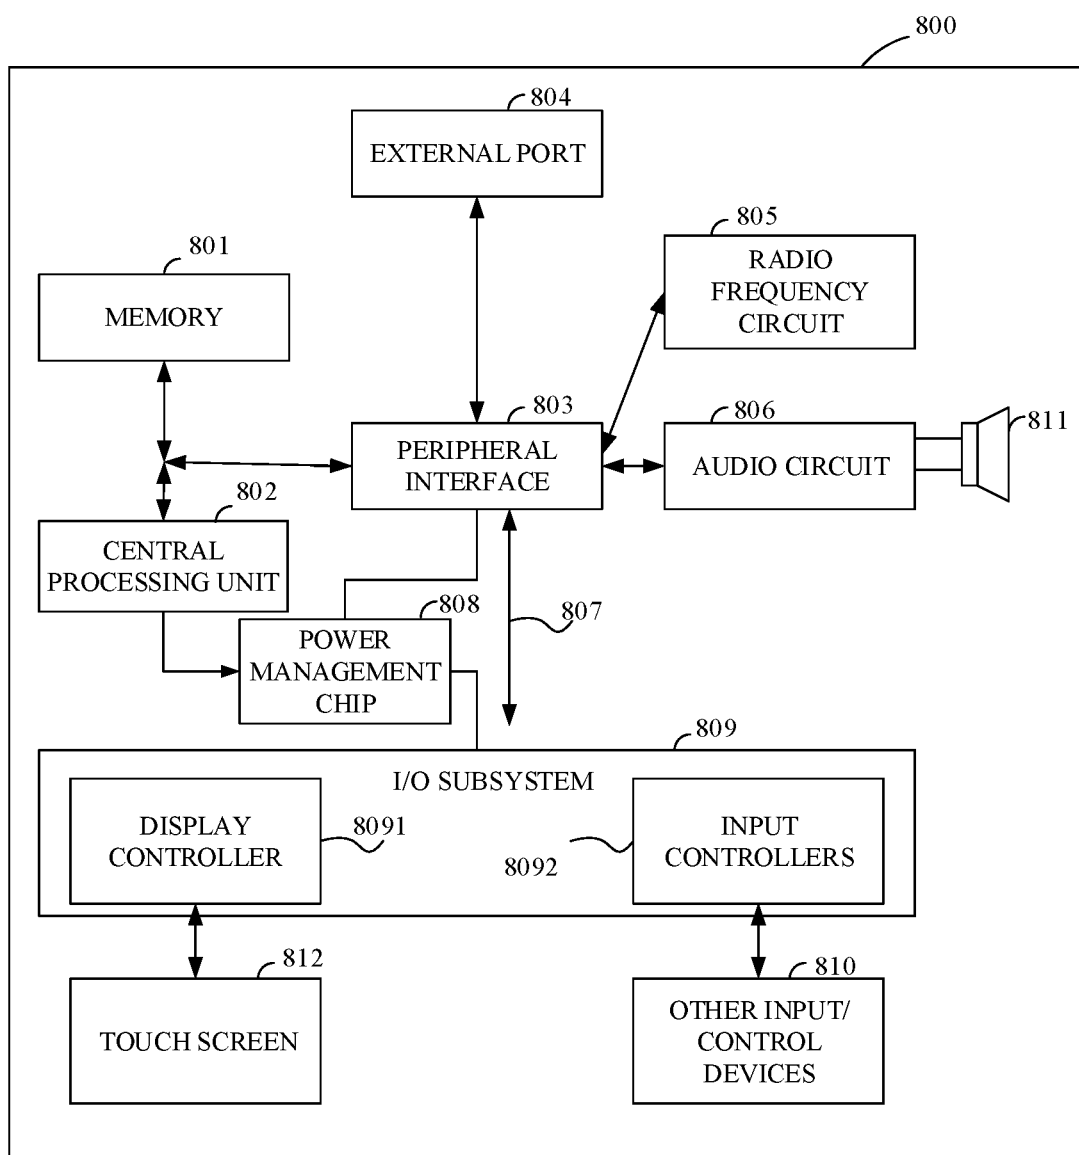 800
804
EXTERNAL PORT
805
RADIO
FREQUENCY
CIRCUIT
801
MEMORY
803
PERIPHERAL
INTERFACE
806
AUDIO CIRCUIT
811
802
CENTRAL
PROCESSING UNIT
808
POWER
MANAGEMENT
CHIP
807
809
I/O SUBSYSTEM
DISPLAY
CONTROLLER
8091
8092
INPUT
CONTROLLERS
812
TOUCH SCREEN
810
OTHER INPUT/
CONTROL
DEVICES